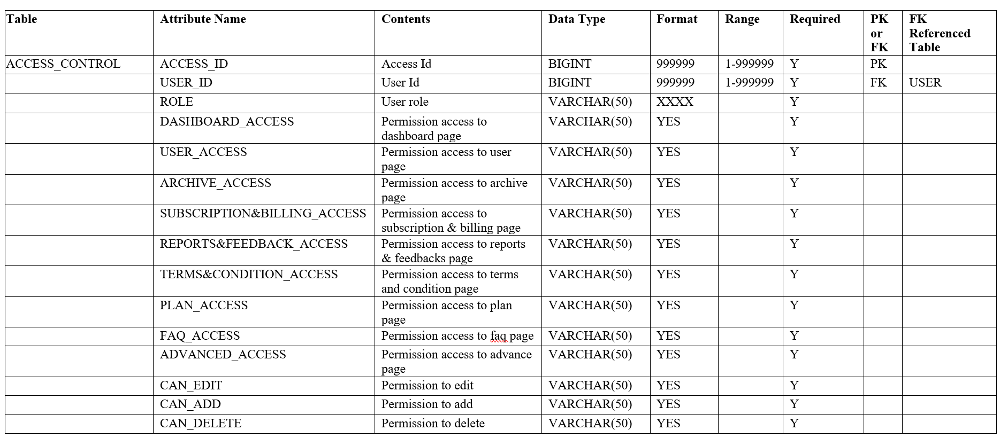 Table Attribute Name Contents Data Type Format Range Required PK or FK FK Referenced Table
ACCESS_CONTROL ACCESS_ID Access Id BIGINT 999999 1-999999 Y PK
USER_ID User Id BIGINT 999999 1-999999 Y FK USER
ROLE User role VARCHAR(50) XXXX Y
DASHBOARD_ACCESS Permission access to dashboard page VARCHAR(50) YES Y
USER_ACCESS Permission access to user page VARCHAR(50) YES Y
ARCHIVE_ACCESS Permission access to archive page VARCHAR(50) YES Y
SUBSCRIPTION&BILLING_ACCESS Permission access to subscription & billing page VARCHAR(50) YES Y
REPORTS&FEEDBACK_ACCESS Permission access to reports & feedbacks page VARCHAR(50) YES Y
TERMS&CONDITION_ACCESS Permission access to terms and condition page VARCHAR(50) YES Y
PLAN_ACCESS Permission access to plan page VARCHAR(50) YES Y
FAQ_ACCESS Permission access to faq page VARCHAR(50) YES Y
ADVANCED_ACCESS Permission access to advance page VARCHAR(50) YES Y
CAN_EDIT Permission to edit VARCHAR(50) YES Y
CAN_ADD Permission to add VARCHAR(50) YES Y
CAN_DELETE Permission to delete VARCHAR(50) YES Y